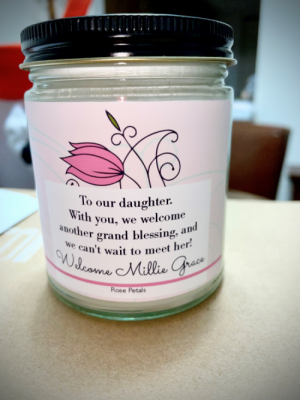 To our daughter.
With you, we welcome
another grand blessing, and
we can't wait to meet her!
Welcome Millie Grace
Rose Petals